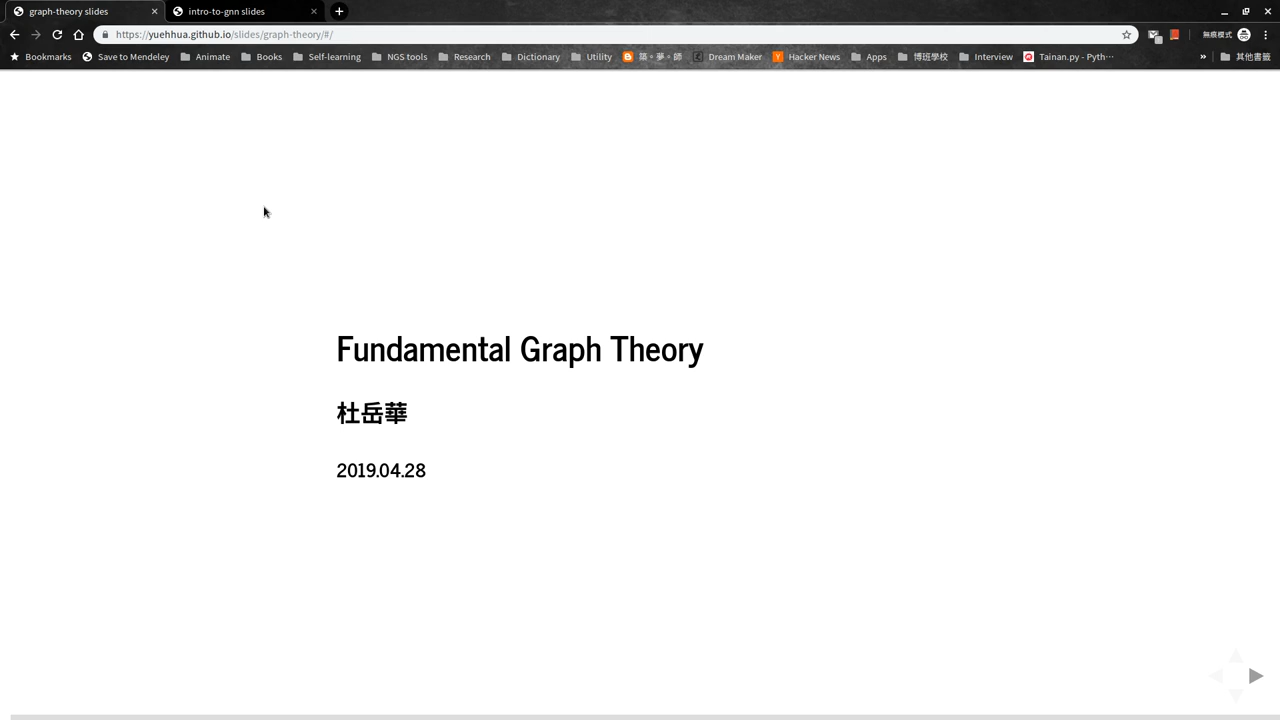 graph-theory slides
intro-to-gnn slides
https://yuehhua.github.io/slides/graph-theory/#/
無痕模式
Bookmarks Save to Mendeley Animate Books Self-learning NGS tools Research Dictionary Utility 築。夢。師 Dream Maker Hacker News Apps 博班學校 Interview Tainan.py - Pyth… » 其他書籤
Fundamental Graph Theory
杜岳華
2019.04.28